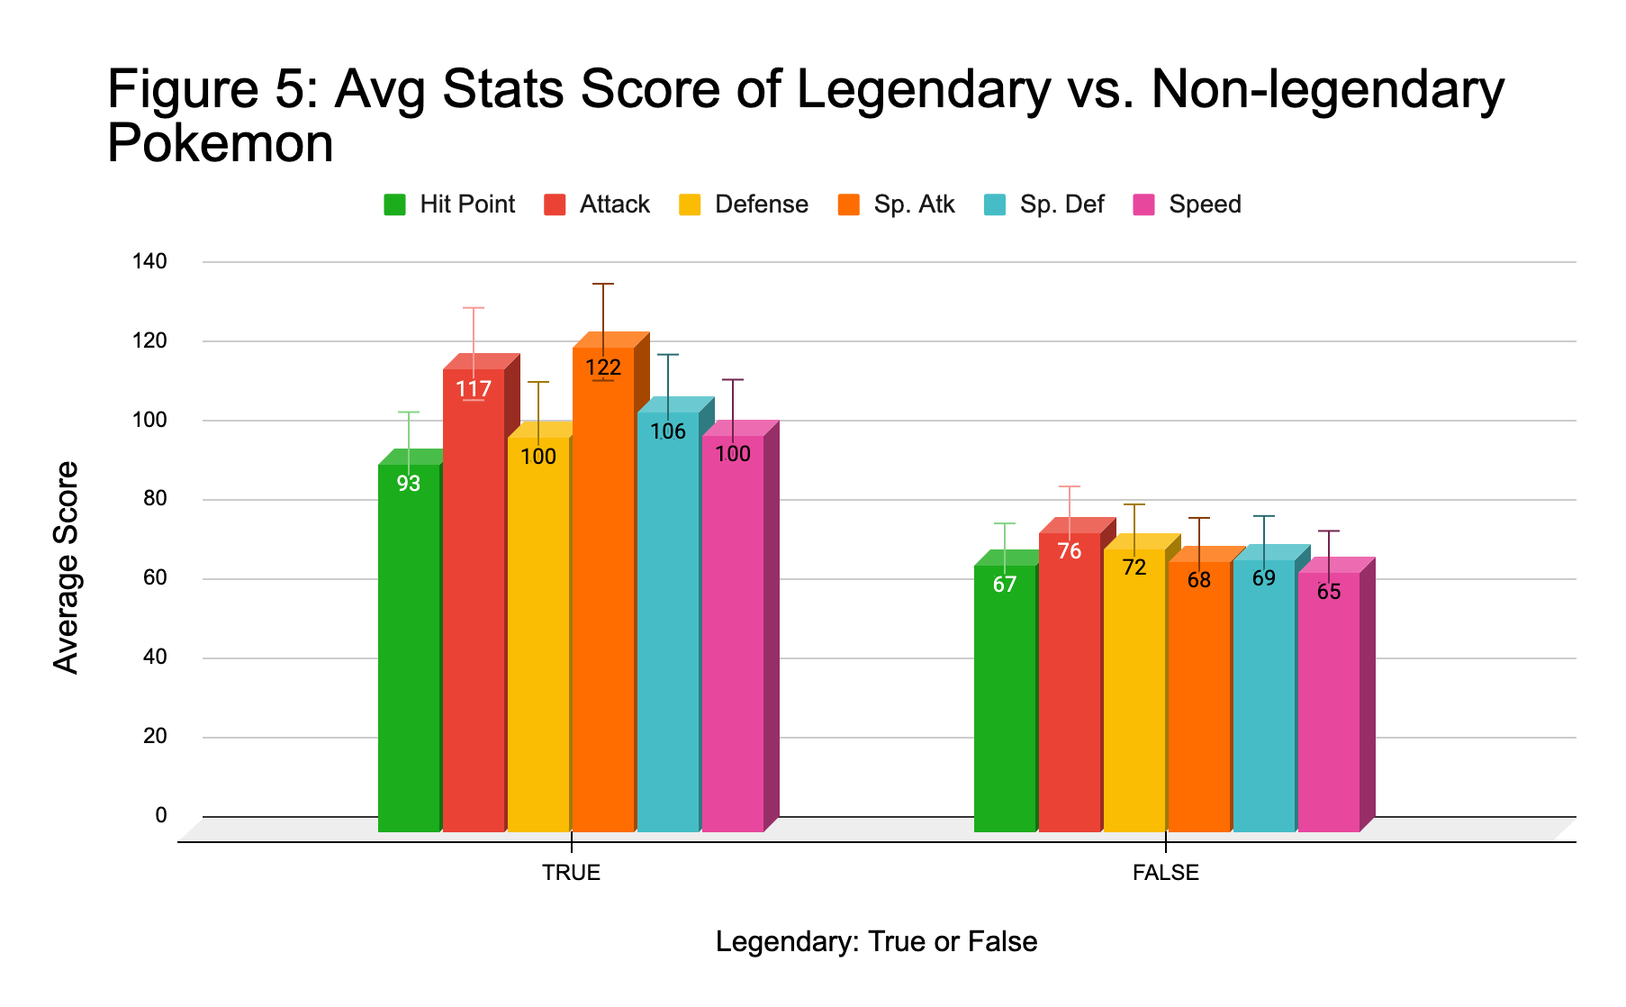 Figure 5: Avg Stats Score of Legendary vs. Non-legendary
Pokemon
Hit Point Attack Defense Sp. Atk Sp. Def Speed
140
120
100
80
60
40
20
0
Average Score
93 117 100 122 106 100
67 76 72 68 69 65
TRUE FALSE
Legendary: True or False